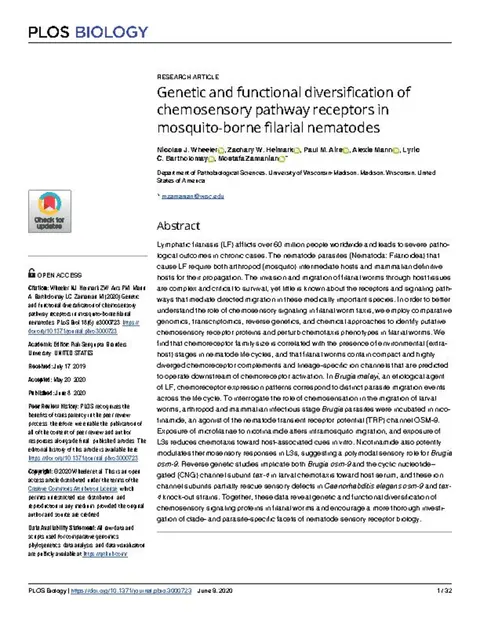 PLOS BIOLOGY
RESEARCH ARTICLE
Genetic and functional diversification of
chemosensory pathway receptors in
mosquito-borne filarial nematodes
Nicolas J. Wheeler, Zachary W. Heimark, Paul M. Airs, Alexis Mann, Lyric
C. Bartholomay, Mostafa Zamanian*
Department of Pathobiological Sciences, University of Wisconsin-Madison, Madison, Wisconsin, United
States of America
* mzamanian@wisc.edu
Check for
updates
Abstract
Lymphatic filariasis (LF) afflicts over 60 million people worldwide and leads to severe patho-
logical outcomes in chronic cases. The nematode parasites (Nematoda: Filarioidea) that
cause LF require both arthropod (mosquito) intermediate hosts and mammalian definitive
hosts for their propagation. The invasion and migration of filarial worms through host tissues
are complex and critical to survival, yet little is known about the receptors and signaling path-
ways that mediate directed migration in these medically important species. In order to better
understand the role of chemosensory signaling in filarial worm taxis, we employ comparative
genomics, transcriptomics, reverse genetics, and chemical approaches to identify putative
chemosensory receptor proteins and perturb chemotaxis phenotypes in filarial worms. We
find that chemoreceptor family size is correlated with the presence of environmental (extra-
host) stages in nematode life cycles, and that filarial worms contain compact and highly
diverged chemoreceptor complements and lineage-specific ion channels that are predicted
to operate downstream of chemoreceptor activation. In Brugia malayi, an etiological agent
of LF, chemoreceptor expression patterns correspond to distinct parasite migration events
across the life cycle. To interrogate the role of chemosensation in the migration of larval
worms, arthropod and mammalian infectious stage Brugia parasites were incubated in nico-
tinamide, an agonist of the nematode transient receptor potential (TRP) channel OSM-9.
Exposure of microfilariae to nicotinamide alters intramosquito migration, and exposure of
L3s reduces chemotaxis toward host-associated cues in vitro. Nicotinamide also potently
modulates thermosensory responses in L3s, suggesting a polymodal sensory role for Brugia
osm-9. Reverse genetic studies implicate both Brugia osm-9 and the cyclic nucleotide–
gated (CNG) channel subunit tax-4 in larval chemotaxis toward host serum, and these ion
channel subunits partially rescue sensory defects in Caenorhabditis elegans osm-9 and tax-
4 knock-out strains. Together, these data reveal genetic and functional diversification of
chemosensory signaling proteins in filarial worms and encourage a more thorough investi-
gation of clade- and parasite-specific facets of nematode sensory receptor biology.
OPEN ACCESS
Citation: Wheeler NJ, Heimark ZW, Airs PM, Mann
A, Bartholomay LC, Zamanian M (2020) Genetic
and functional diversification of chemosensory
pathway receptors in mosquito-borne filarial
nematodes. PLoS Biol 18(6): e3000723. https://
doi.org/10.1371/journal.pbio.3000723
Academic Editor: Piali Sengupta, Brandeis
University, UNITED STATES
Received: July 17, 2019
Accepted: May 20, 2020
Published: June 8, 2020
Peer Review History: PLOS recognizes the
benefits of transparency in the peer review
process; therefore, we enable the publication of
all of the content of peer review and author
responses alongside final, published articles. The
editorial history of this article is available here:
https://doi.org/10.1371/journal.pbio.3000723
Copyright: © 2020 Wheeler et al. This is an open
access article distributed under the terms of the
Creative Commons Attribution License, which
permits unrestricted use, distribution, and
reproduction in any medium, provided the original
author and source are credited.
Data Availability Statement: All raw data and
scripts used for comparative genomics,
phylogenetics, data analysis, and data visualization
are publicly available at (https://github.com/
PLOS Biology | https://doi.org/10.1371/journal.pbio.3000723 June 8, 2020
1 / 32